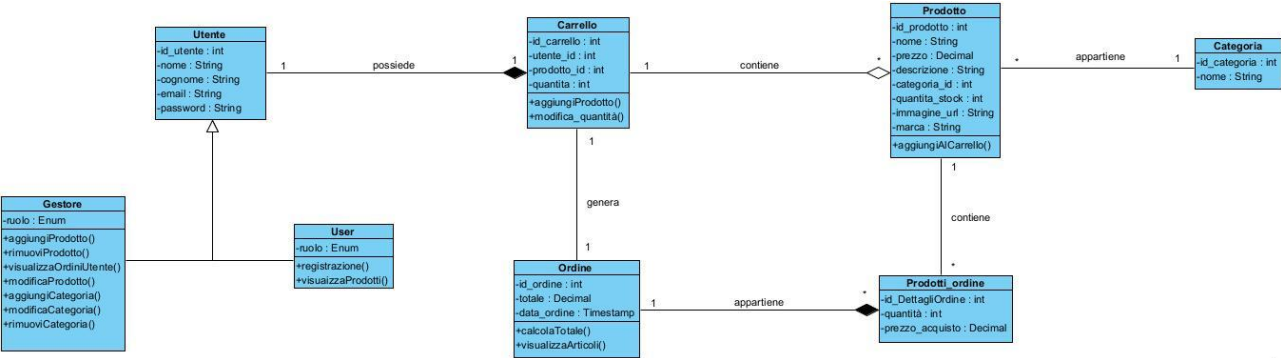 Utente
-id_utente : int
-nome : String
-cognome : String
-email : String
-password : String
1
possiede
1
Carrello
-id_carrello : int
-utente_id : int
-prodotto_id : int
-quantita : int
+aggiungiProdotto()
+modifica_quantità()
1
contiene
*
Prodotto
-id_prodotto : int
-nome : String
-prezzo : Decimal
-descrizione : String
-categoria_id : int
-quantita_stock : int
-immagine_url : String
-marca : String
+aggiungiAlCarrello()
*
appartiene
1
Categoria
-id_categoria : int
-nome : String
1
genera
1
1
contiene
*
Gestore
-ruolo : Enum
+aggiungiProdotto()
+rimuoviProdotto()
+visualizzaOrdiniUtente()
+modificaProdotto()
+aggiungiCategoria()
+modificaCategoria()
+rimuoviCategoria()
User
-ruolo : Enum
+registrazione()
+visuaizzaProdotti()
Ordine
-id_ordine : int
-totale : Decimal
-data_ordine : Timestamp
+calcolaTotale()
+visualizzaArticoli()
1
appartiene
*
Prodotti_ordine
-id_DettagliOrdine : int
-quantità : int
-prezzo_acquisto : Decimal